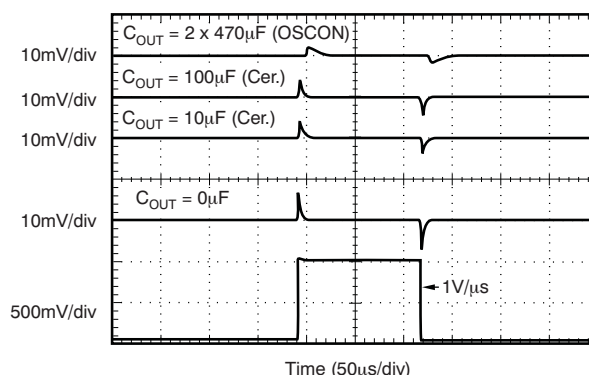 C_OUT = 2 x 470µF (OSCON)
10mV/div
C_OUT = 100µF (Cer.)
10mV/div
C_OUT = 10µF (Cer.)
10mV/div
C_OUT = 0µF
10mV/div
1V/µs
500mV/div
Time (50µs/div)